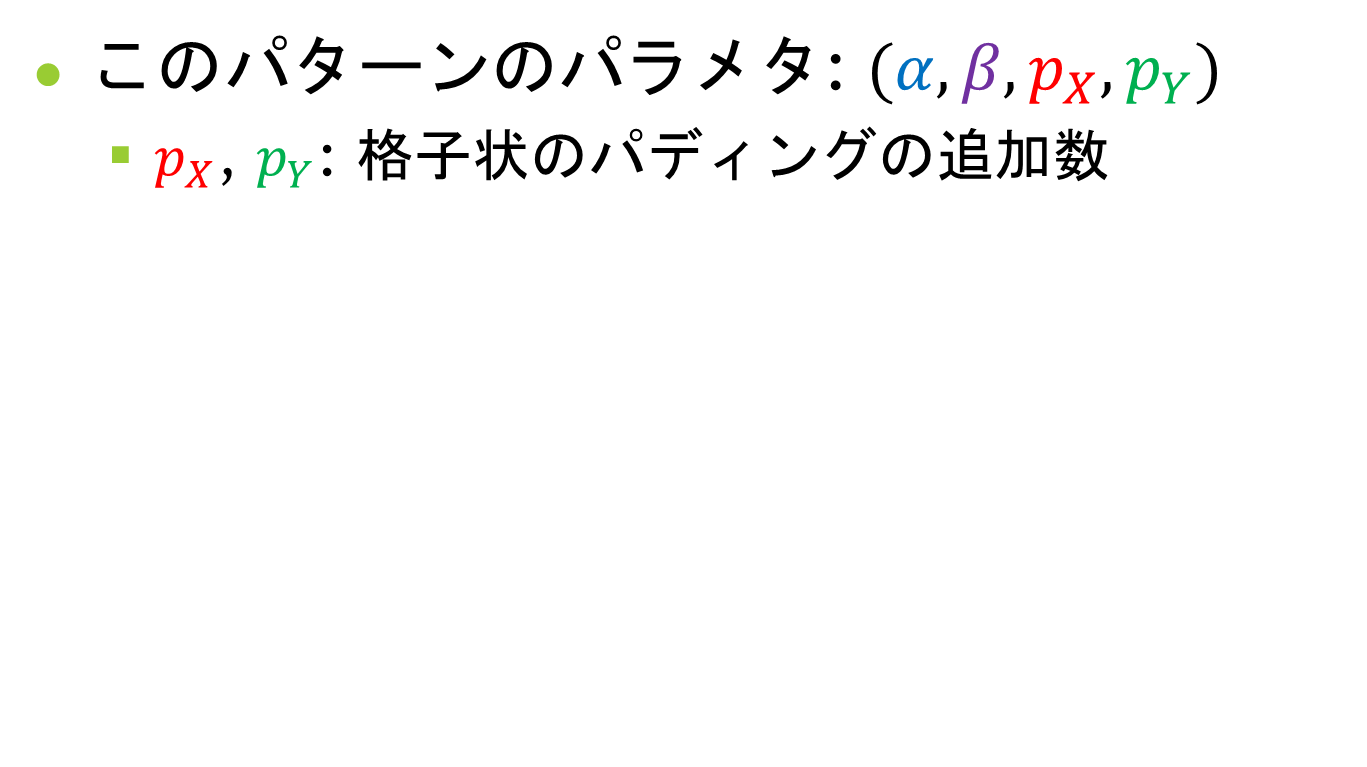 • このパターンのパラメタ: (α, β, p_X, p_Y)
▪ p_X, p_Y: 格子状のパディングの追加数